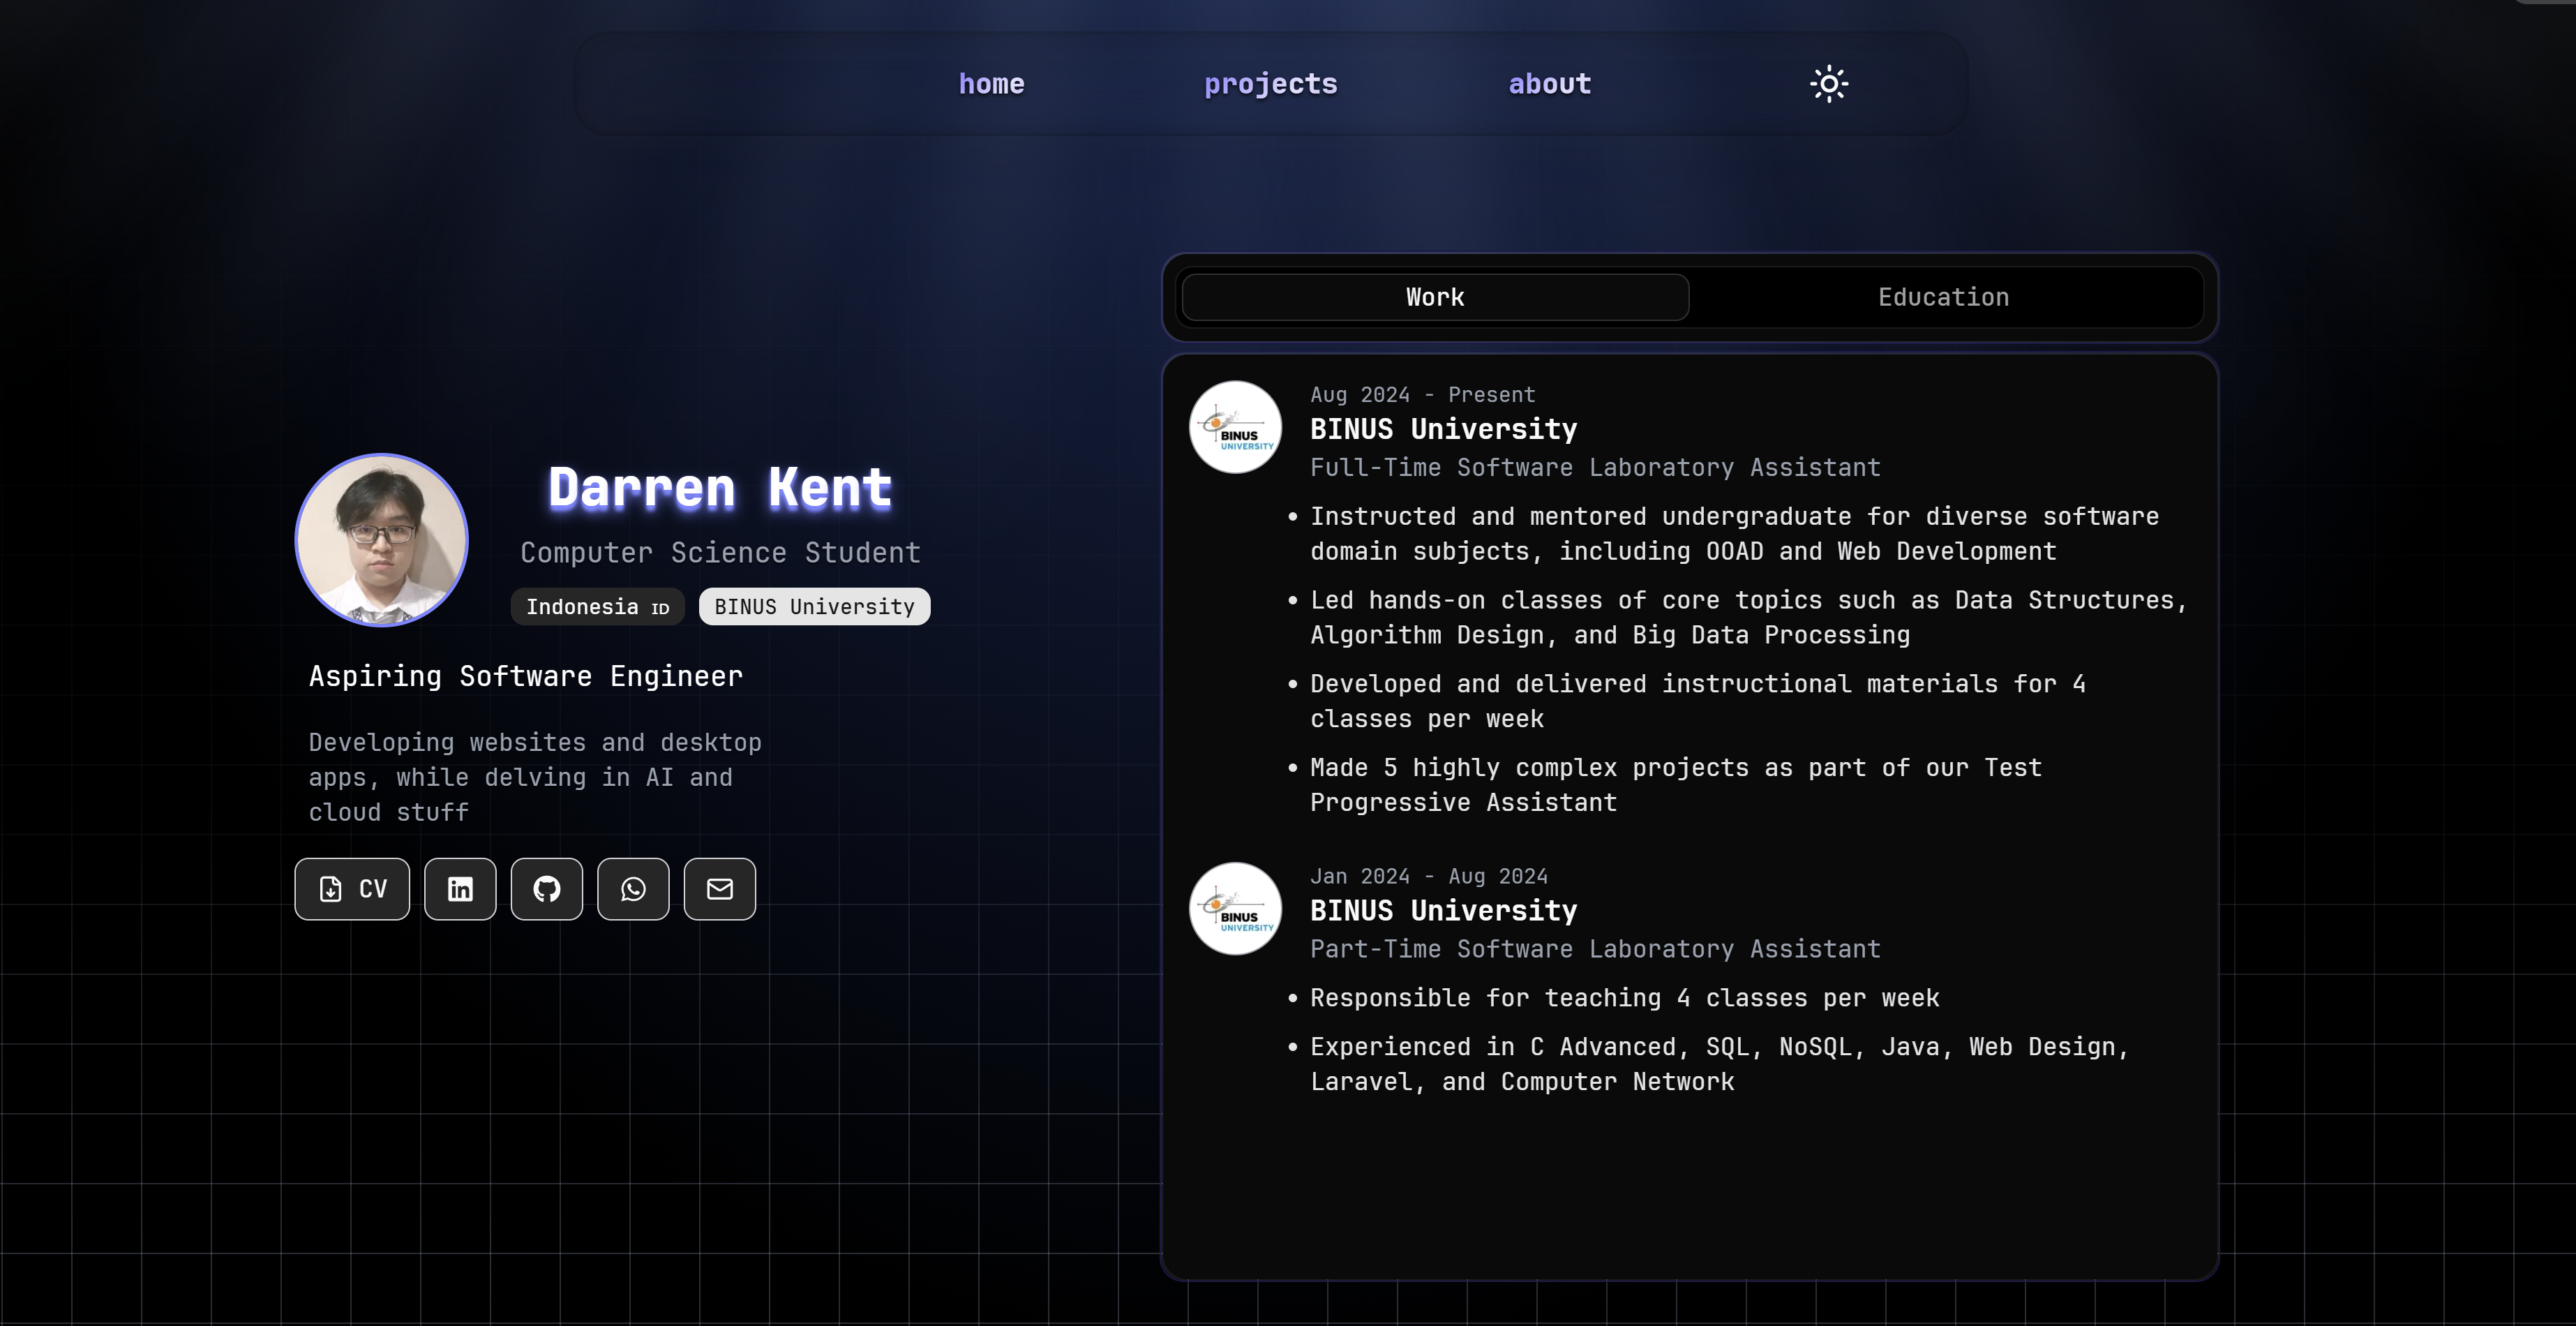 home
projects
about
Work
Education
Darren Kent
Computer Science Student
Indonesia ID
BINUS University
Aspiring Software Engineer
Developing websites and desktop
apps, while delving in AI and
cloud stuff
CV
in
BINUS
UNIVERSITY
Aug 2024 - Present
BINUS University
Full-Time Software Laboratory Assistant
• Instructed and mentored undergraduate for diverse software
domain subjects, including OOAD and Web Development
• Led hands-on classes of core topics such as Data Structures,
Algorithm Design, and Big Data Processing
• Developed and delivered instructional materials for 4
classes per week
• Made 5 highly complex projects as part of our Test
Progressive Assistant
BINUS
UNIVERSITY
Jan 2024 - Aug 2024
BINUS University
Part-Time Software Laboratory Assistant
• Responsible for teaching 4 classes per week
• Experienced in C Advanced, SQL, NoSQL, Java, Web Design,
Laravel, and Computer Network